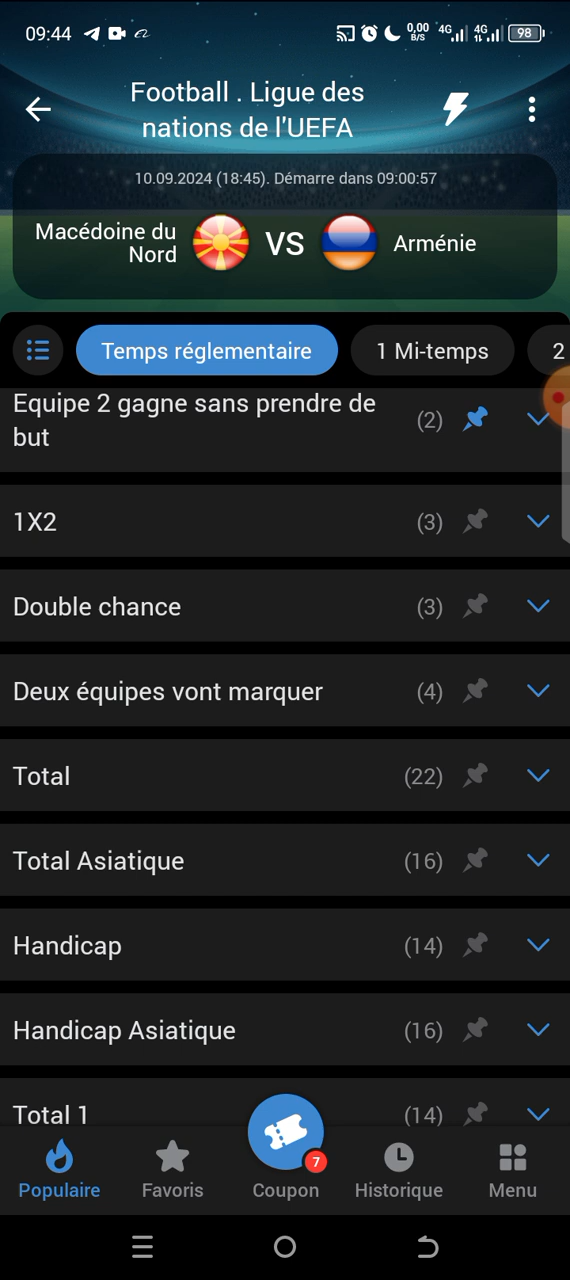 09:44
0,00
B/S
4G
4G
98
Football . Ligue des
nations de l'UEFA
10.09.2024 (18:45). Démarre dans 09:00:57
Macédoine du
Nord
VS
Arménie
Temps réglementaire
1 Mi-temps
2
Equipe 2 gagne sans prendre de
but
(2)
1X2
(3)
Double chance
(3)
Deux équipes vont marquer
(4)
Total
(22)
Total Asiatique
(16)
Handicap
(14)
Handicap Asiatique
(16)
Total 1
(14)
7
Populaire
Favoris
Coupon
Historique
Menu